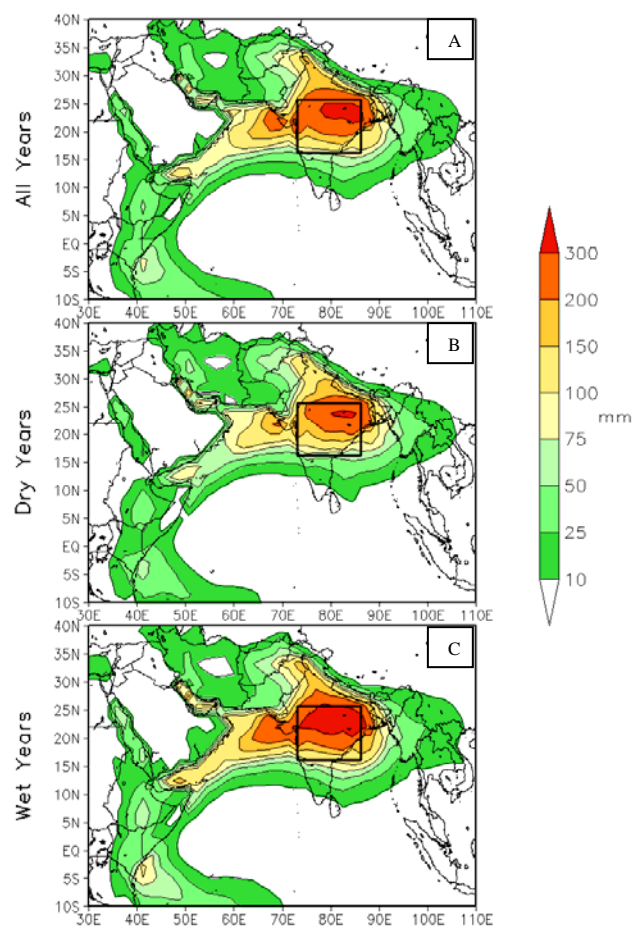 A
All Years
40N
35N
30N
25N
20N
15N
10N
5N
EQ
5S
10S
30E 40E 50E 60E 70E 80E 90E 100E 110E
B
Dry Years
40N
35N
30N
25N
20N
15N
10N
5N
EQ
5S
10S
30E 40E 50E 60E 70E 80E 90E 100E 110E
C
Wet Years
40N
35N
30N
25N
20N
15N
10N
5N
EQ
5S
10S
30E 40E 50E 60E 70E 80E 90E 100E 110E
300
200
150
100
mm
75
50
25
10